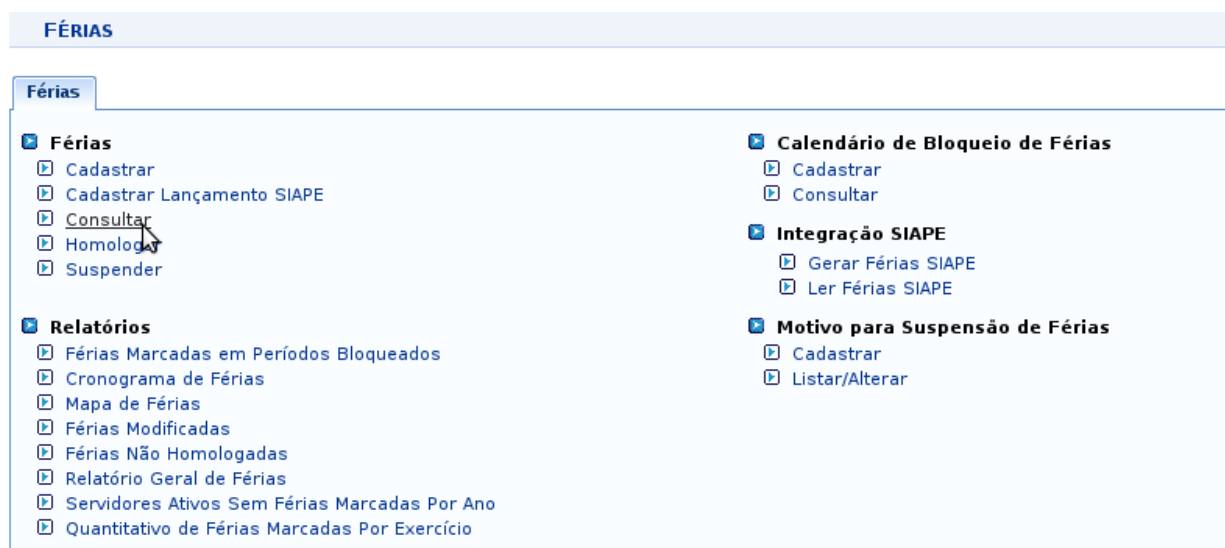 FÉRIAS
Férias
Férias
Cadastrar
Cadastrar Lançamento SIAPE
Consultar
Homologar
Suspender
Relatórios
Férias Marcadas em Períodos Bloqueados
Cronograma de Férias
Mapa de Férias
Férias Modificadas
Férias Não Homologadas
Relatório Geral de Férias
Servidores Ativos Sem Férias Marcadas Por Ano
Quantitativo de Férias Marcadas Por Exercício
Calendário de Bloqueio de Férias
Cadastrar
Consultar
Integração SIAPE
Gerar Férias SIAPE
Ler Férias SIAPE
Motivo para Suspensão de Férias
Cadastrar
Listar/Alterar